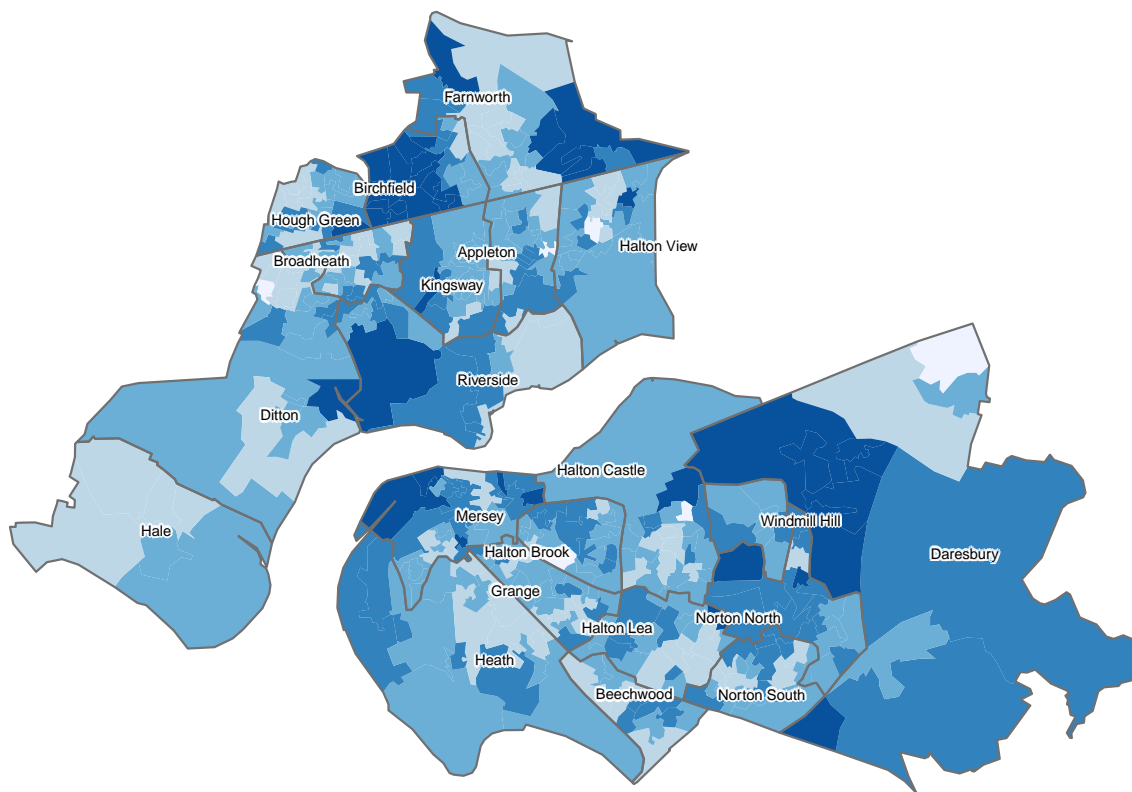 Farnworth
Birchfield
Hough Green
Broadheath
Appleton
Halton View
Kingsway
Riverside
Ditton
Halton Castle
Mersey
Windmill Hill
Hale
Halton Brook
Daresbury
Grange
Halton Lea
Norton North
Heath
Beechwood
Norton South